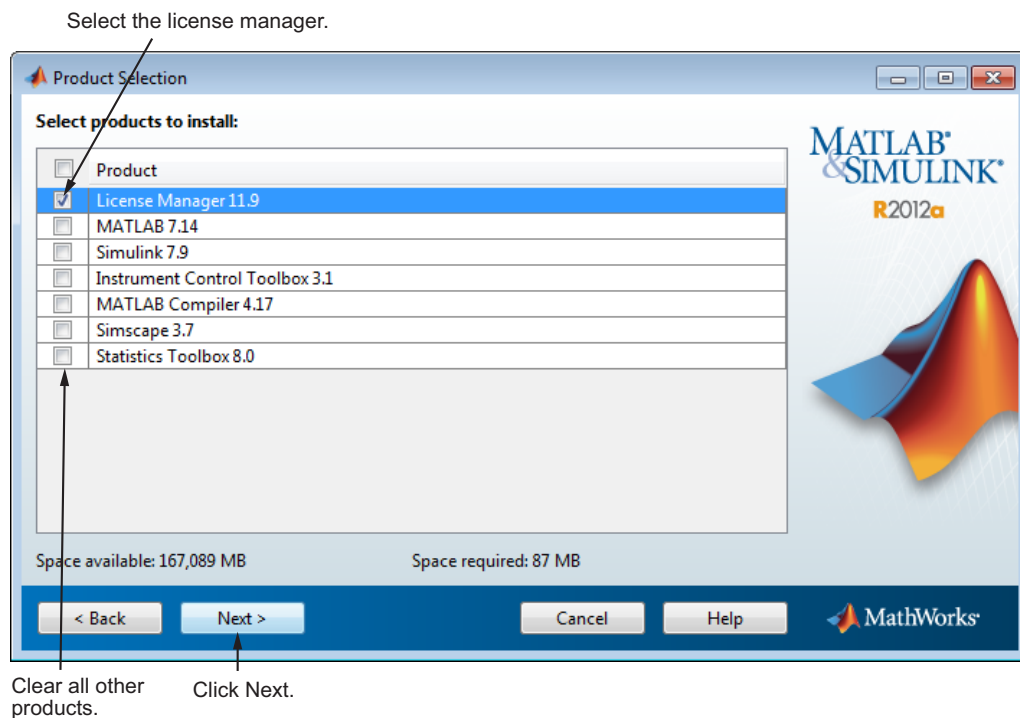 Select the license manager.
Product Selection
Select products to install:
Product
License Manager 11.9
MATLAB 7.14
Simulink 7.9
Instrument Control Toolbox 3.1
MATLAB Compiler 4.17
Simscape 3.7
Statistics Toolbox 8.0
MATLAB®
&SIMULINK®
R2012a
Space available: 167,089 MB
Space required: 87 MB
< Back
Next >
Cancel
Help
MathWorks®
Clear all other
products.
Click Next.